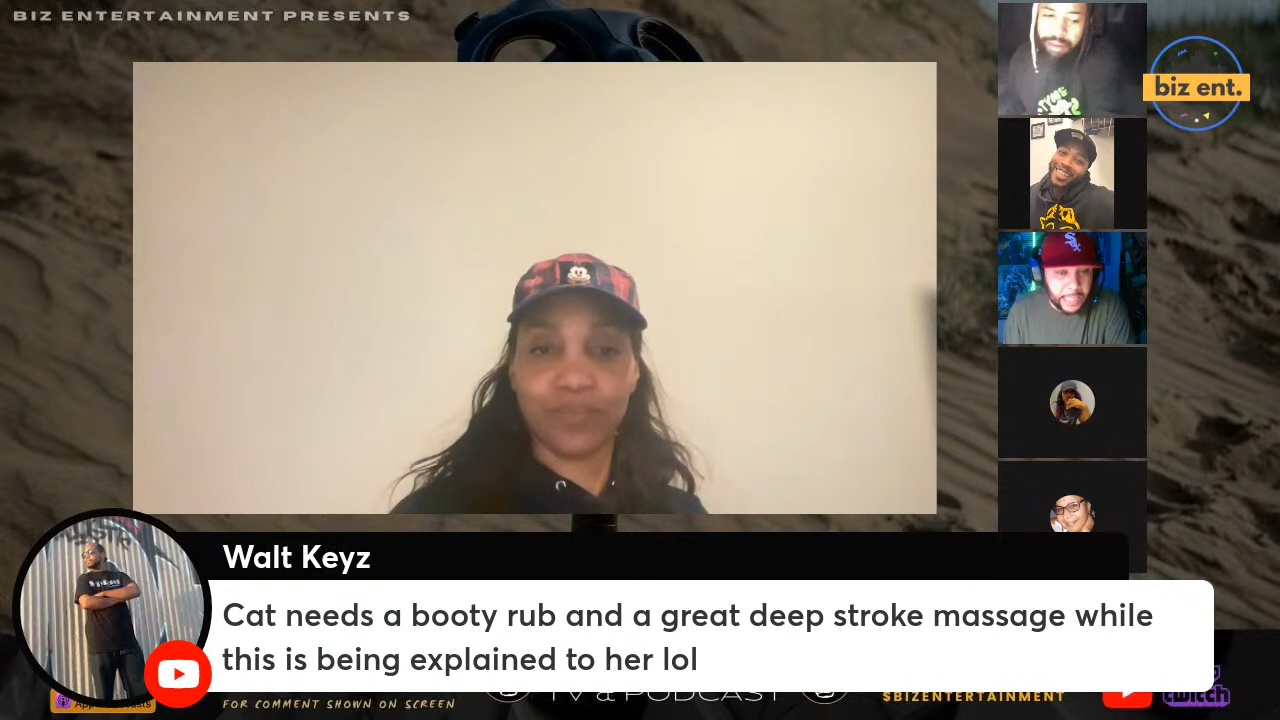 BIZ ENTERTAINMENT PRESENTS
biz ent.
Walt Keyz
Cat needs a booty rub and a great deep stroke massage while
this is being explained to her lol
FOR COMMENT SHOWN ON SCREEN
TV & PODCAST
$BIZENTERTAINMENT
twitch